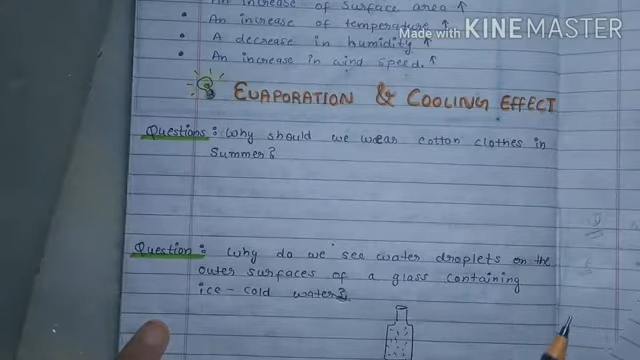 An increase of surface area ↑
• An increase of temperature ↑
• A decrease in humidity ↑
• An increase in wind speed. ↑
Made with KINEMASTER
EVAPORATION & COOLING EFFECT
Questions: Why should we wear cotton clothes in
Summer?
Question: Why do we see water droplets on the
outer surfaces of a glass containing
ice-cold water?